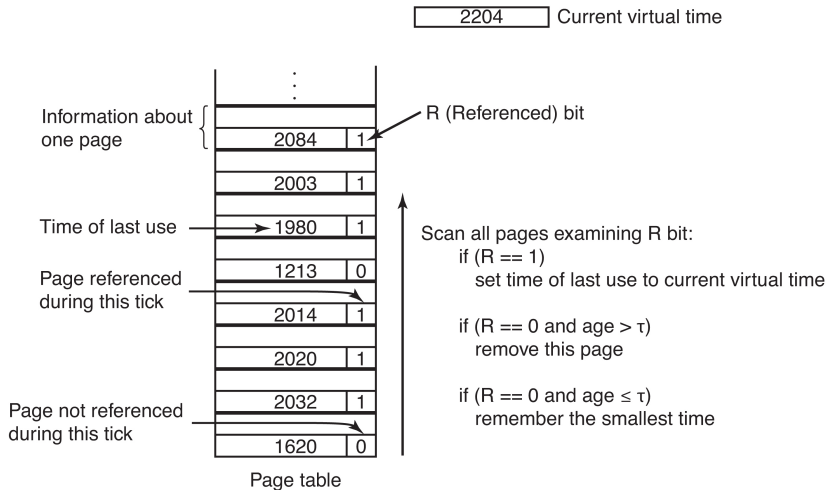 2204 Current virtual time
Information about
one page
R (Referenced) bit
2084 1
2003 1
Time of last use
1980 1
1213 0
Page referenced
during this tick
2014 1
2020 1
2032 1
Page not referenced
during this tick
1620 0
Page table
Scan all pages examining R bit:
if (R == 1)
set time of last use to current virtual time
if (R == 0 and age > τ)
remove this page
if (R == 0 and age ≤ τ)
remember the smallest time